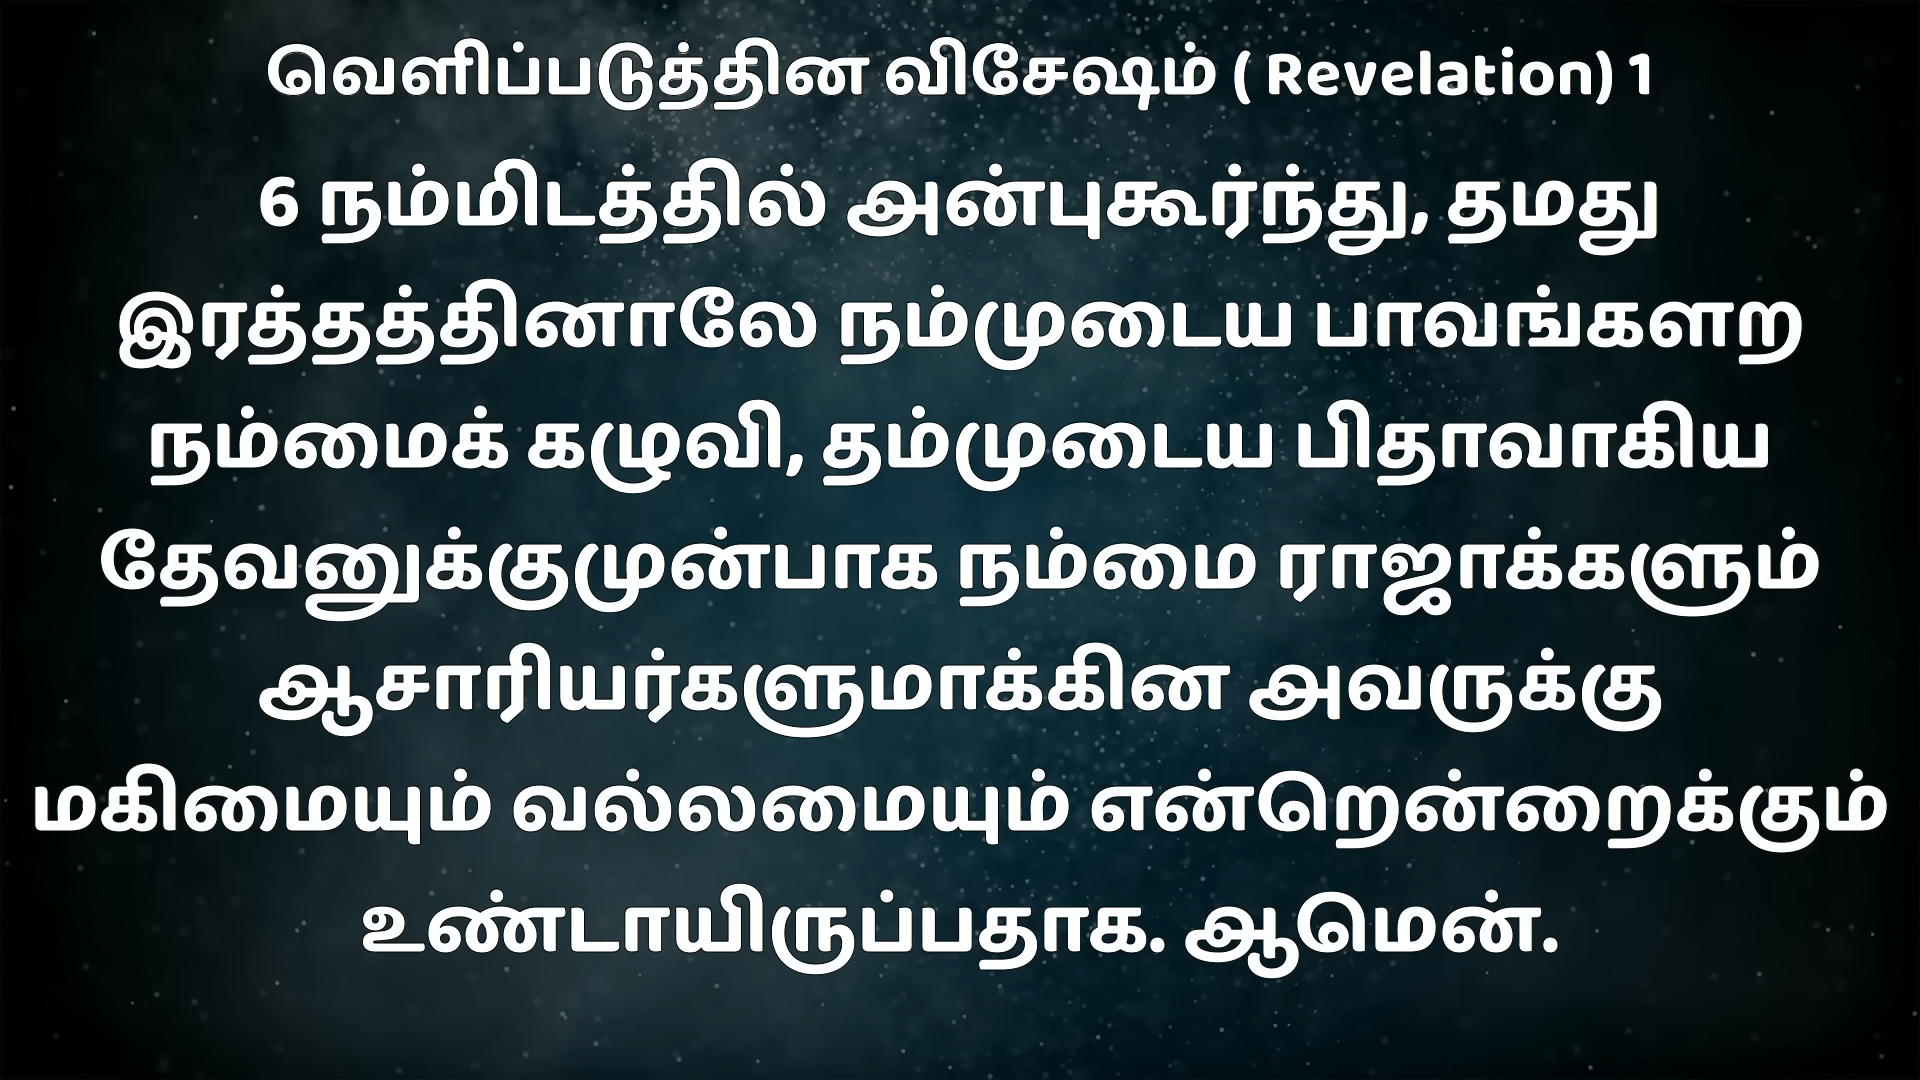 வெளிப்படுத்தின விசேஷம் ( Revelation) 1
6 நம்மிடத்தில் அன்புகூர்ந்து, தமது
இரத்தத்தினாலே நம்முடைய பாவங்களற
நம்மைக் கழுவி, தம்முடைய பிதாவாகிய
தேவனுக்குமுன்பாக நம்மை ராஜாக்களும்
ஆசாரியர்களுமாக்கின அவருக்கு
மகிமையும் வல்லமையும் என்றென்றைக்கும்
உண்டாயிருப்பதாக. ஆமென்.